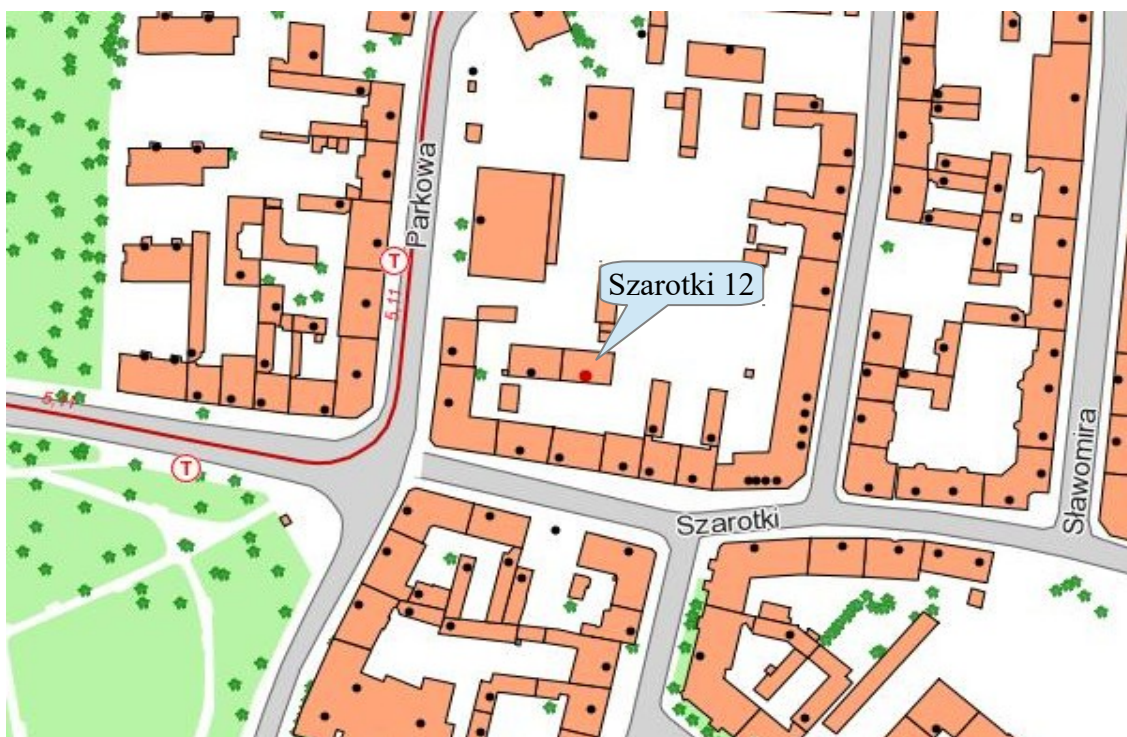 Parkowa
T
5, 11
Szarotki 12
5, 11
T
Szarotki
Sławomira